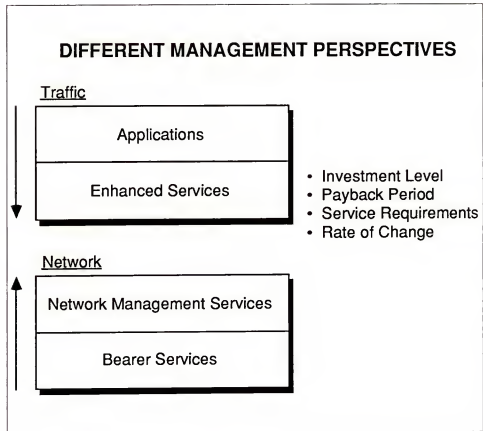 DIFFERENT MANAGEMENT PERSPECTIVES
Traffic
Applications
Enhanced Services
• Investment Level
• Payback Period
• Service Requirements
• Rate of Change
Network
Network Management Services
Bearer Services